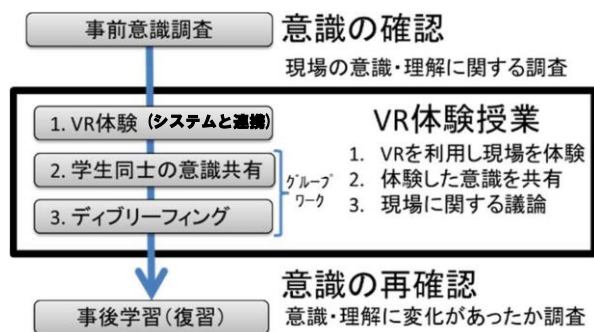 事前意識調査
意識の確認
現場の意識・理解に関する調査
1. VR体験 (システムと連携)
2. 学生同士の意識共有
3. ディブリーフィング
グループ
ワーク
VR体験授業
1. VRを利用し現場を体験
2. 体験した意識を共有
3. 現場に関する議論
事後学習(復習)
意識の再確認
意識・理解に変化があったか調査